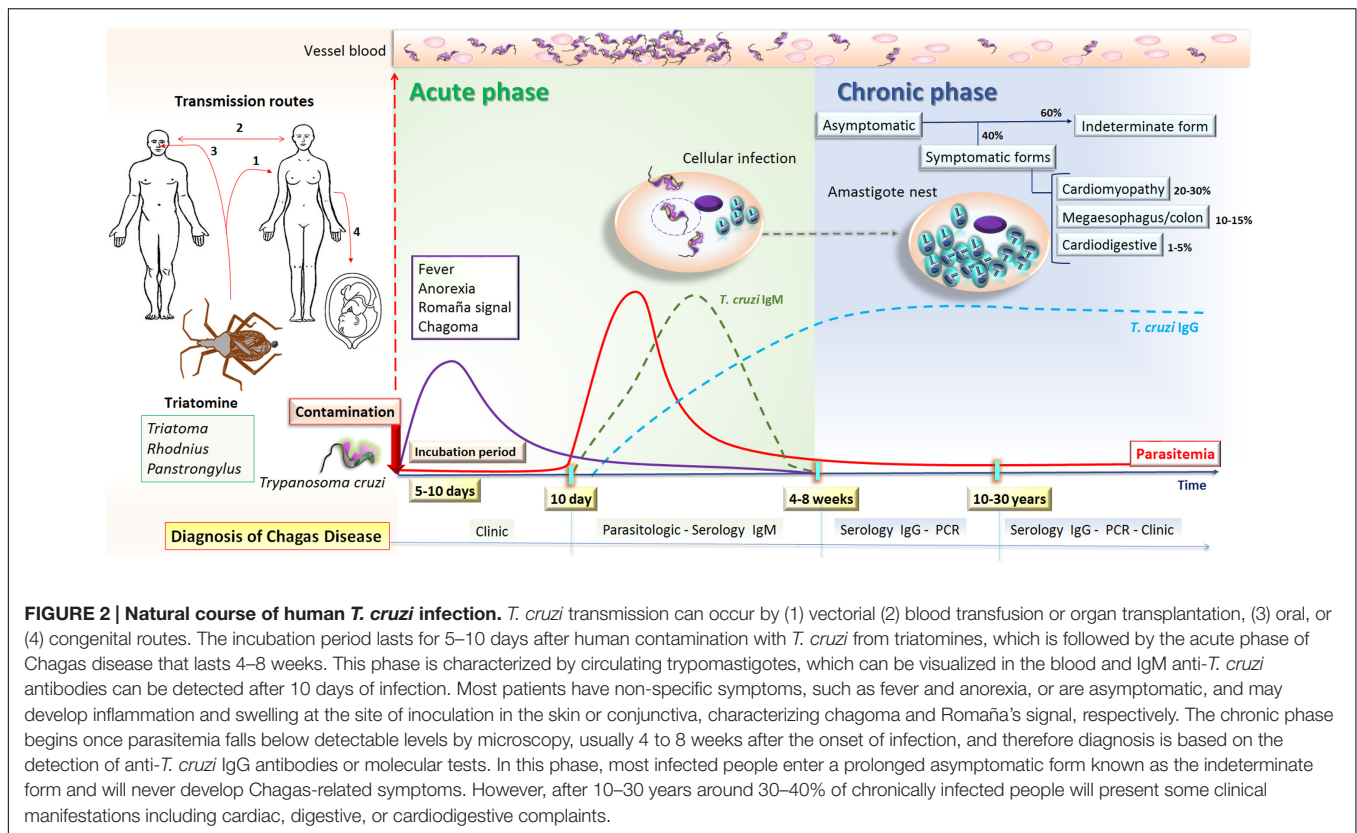 Vessel blood
Acute phase
Chronic phase
Transmission routes
2
3
1
4
Asymptomatic
60%
Indeterminate form
40%
Symptomatic forms
Cardiomyopathy 20-30%
Megaesophagus/colon 10-15%
Cardiodigestive 1-5%
Cellular infection
Amastigote nest
Fever
Anorexia
Romaña signal
Chagoma
T. cruzi IgM
T. cruzi IgG
Triatomine
Triatoma
Rhodnius
Panstrongylus
Contamination
Trypanosoma cruzi
Incubation period
Parasitemia
Time
5-10 days
10 day
4-8 weeks
10-30 years
Diagnosis of Chagas Disease
Clinic
Parasitologic - Serology IgM
Serology IgG - PCR
Serology IgG - PCR - Clinic
FIGURE 2 | Natural course of human T. cruzi infection. T. cruzi transmission can occur by (1) vectorial (2) blood transfusion or organ transplantation, (3) oral, or
(4) congenital routes. The incubation period lasts for 5–10 days after human contamination with T. cruzi from triatomines, which is followed by the acute phase of
Chagas disease that lasts 4–8 weeks. This phase is characterized by circulating trypomastigotes, which can be visualized in the blood and IgM anti-T. cruzi
antibodies can be detected after 10 days of infection. Most patients have non-specific symptoms, such as fever and anorexia, or are asymptomatic, and may
develop inflammation and swelling at the site of inoculation in the skin or conjunctiva, characterizing chagoma and Romaña's signal, respectively. The chronic phase
begins once parasitemia falls below detectable levels by microscopy, usually 4 to 8 weeks after the onset of infection, and therefore diagnosis is based on the
detection of anti-T. cruzi IgG antibodies or molecular tests. In this phase, most infected people enter a prolonged asymptomatic form known as the indeterminate
form and will never develop Chagas-related symptoms. However, after 10–30 years around 30–40% of chronically infected people will present some clinical
manifestations including cardiac, digestive, or cardiodigestive complaints.